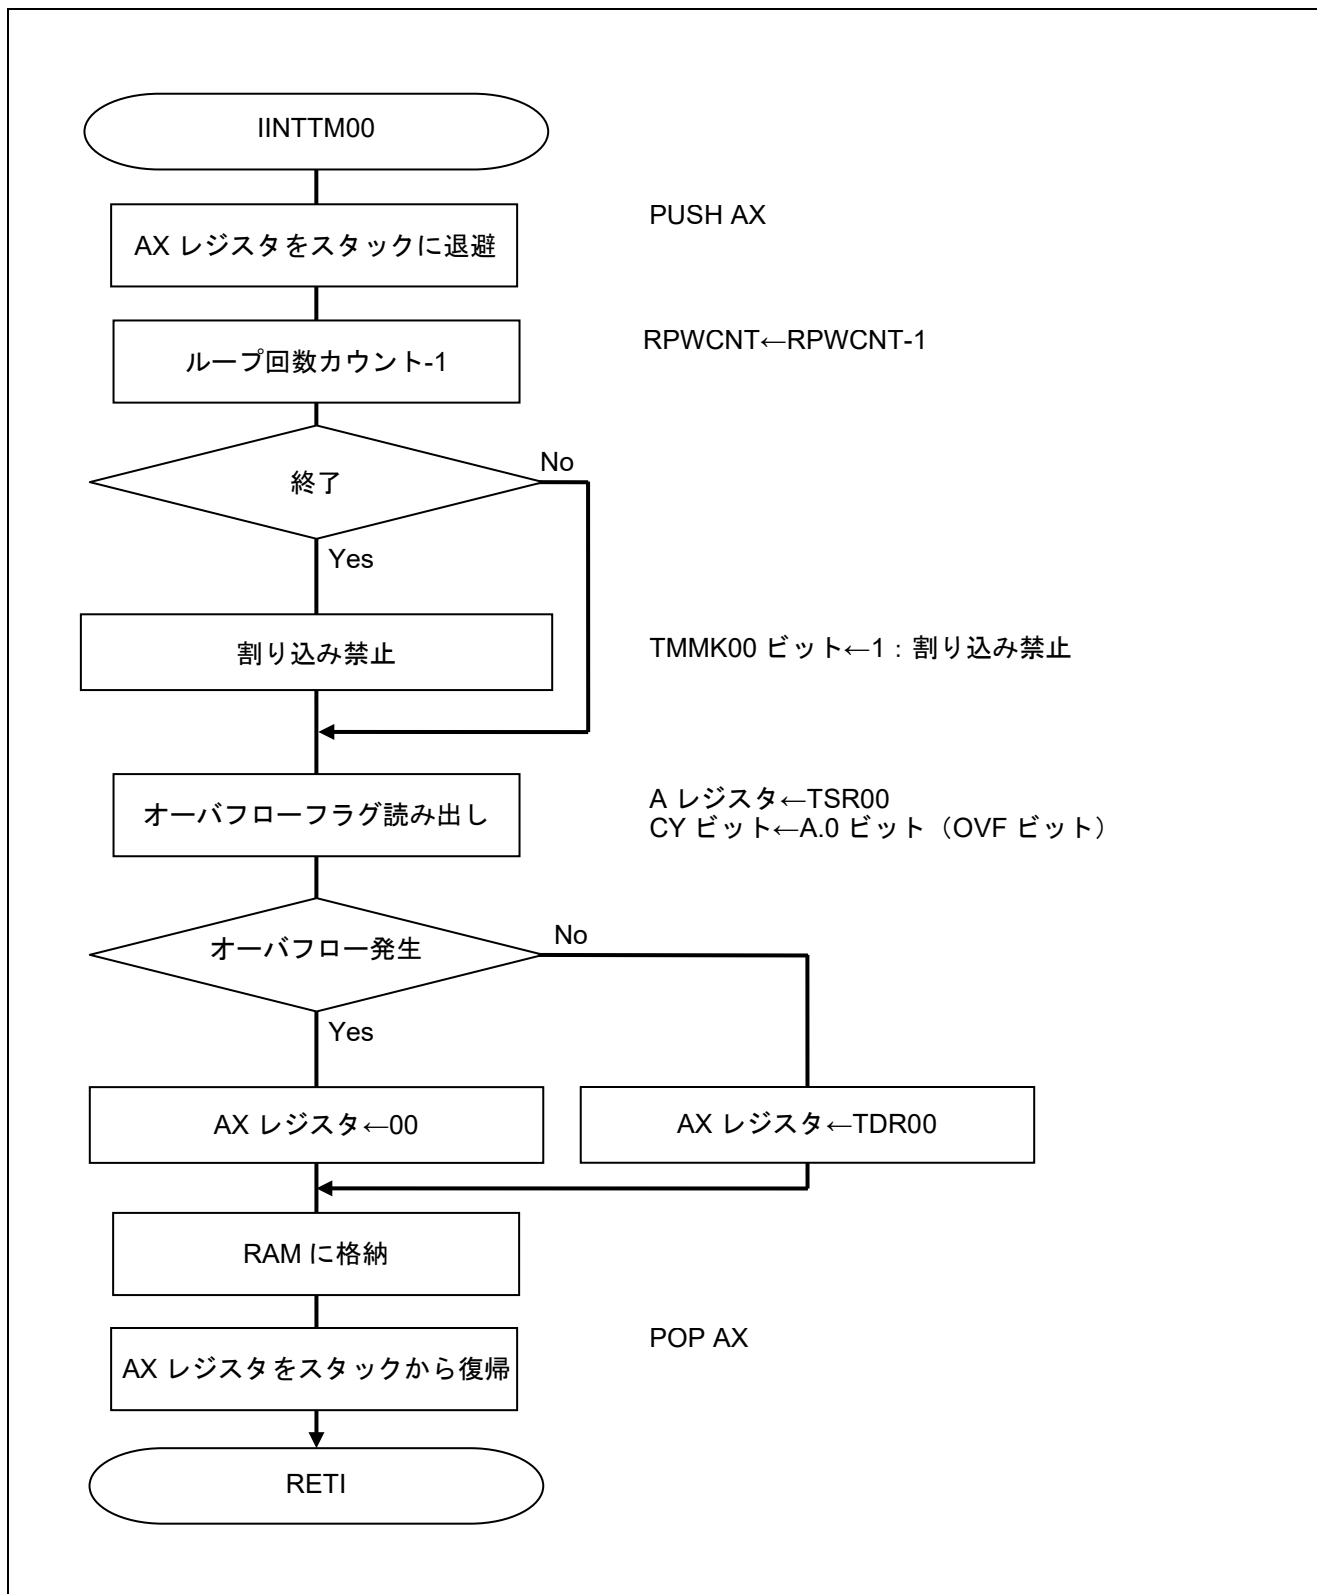 IINTTM00
AX レジスタをスタックに退避
PUSH AX
ループ回数カウント-1
RPWCNT←RPWCNT-1
終了
No
Yes
割り込み禁止
TMMK00 ビット←1：割り込み禁止
オーバフローフラグ読み出し
A レジスタ←TSR00
CY ビット←A.0 ビット（OVF ビット）
オーバフロー発生
No
Yes
AX レジスタ←00
AX レジスタ←TDR00
RAM に格納
AX レジスタをスタックから復帰
POP AX
RETI